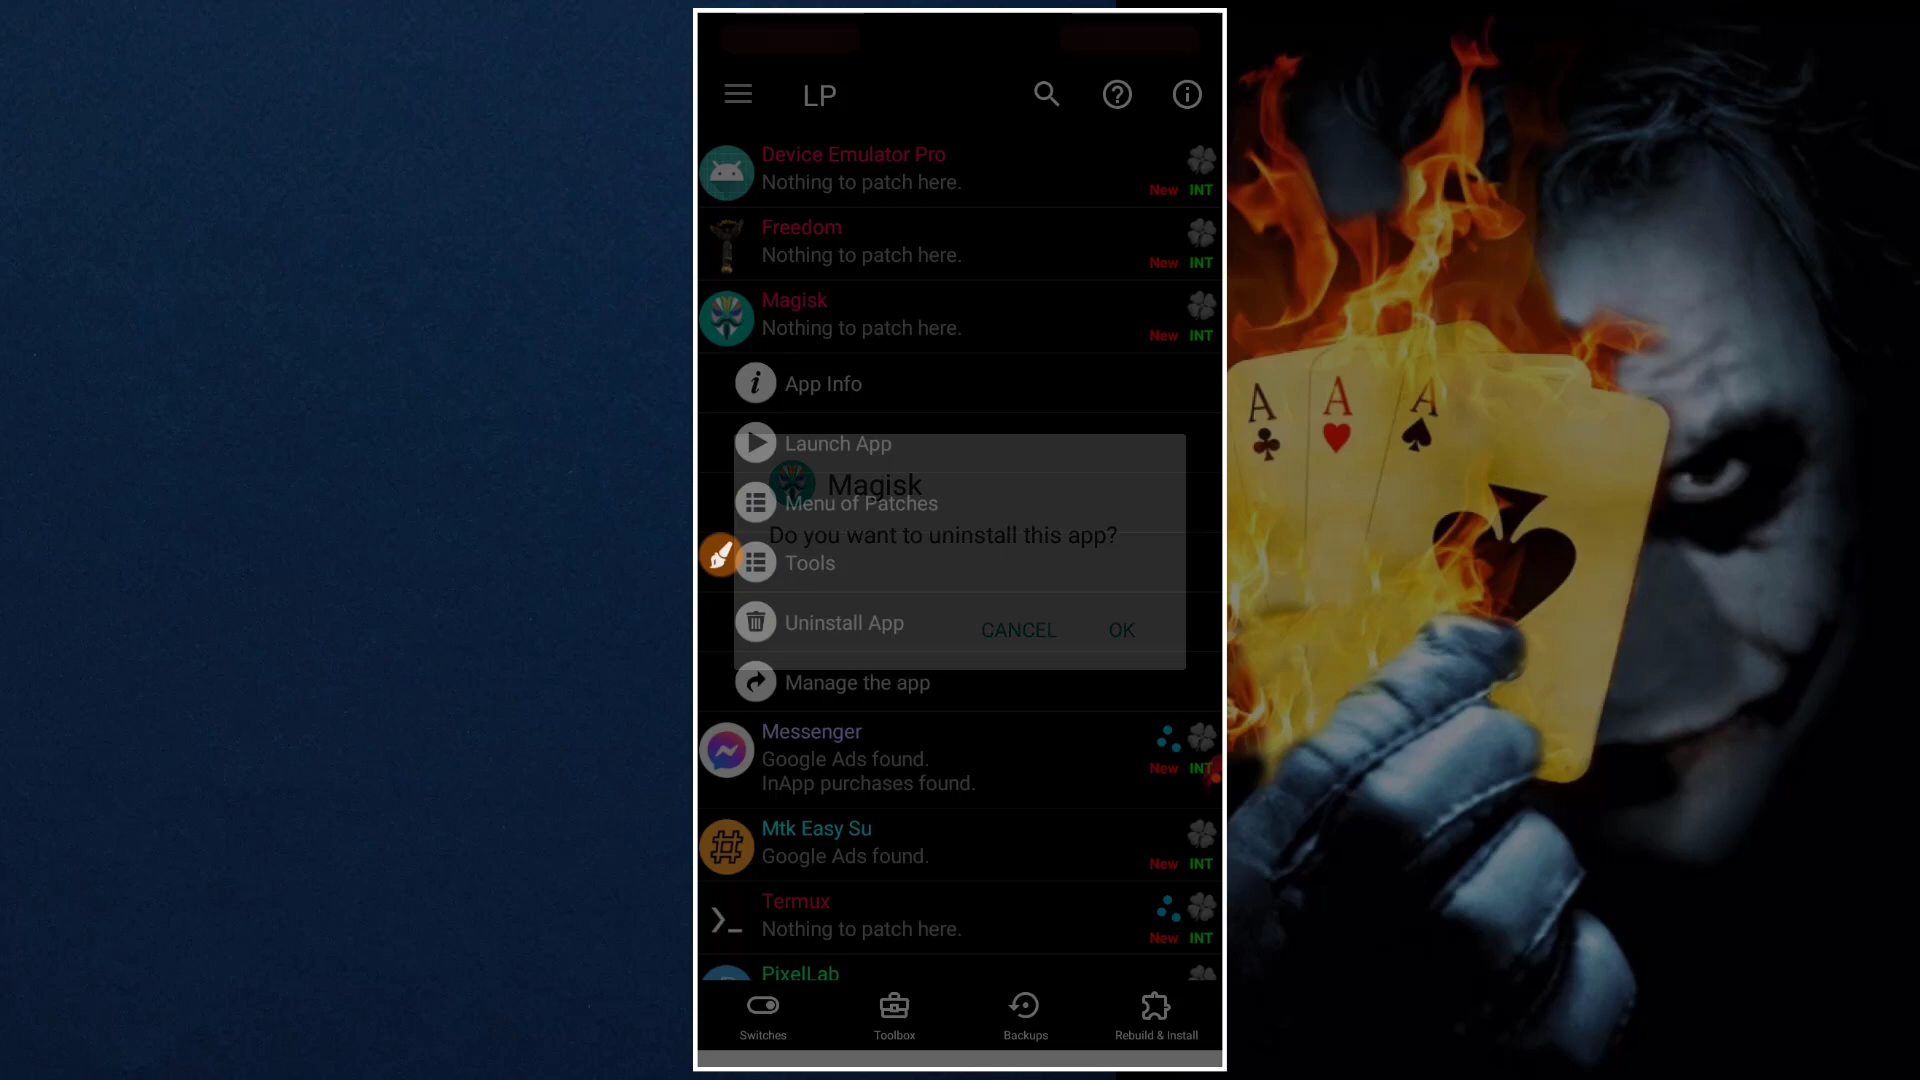 LP
Device Emulator Pro
Nothing to patch here.
New INT
Freedom
Nothing to patch here.
New INT
Magisk
Nothing to patch here.
New INT
App Info
Launch App
Magisk
Menu of Patches
Do you want to uninstall this app?
Tools
Uninstall App
CANCEL OK
Manage the app
Messenger
Google Ads found.
New INT
InApp purchases found.
Mtk Easy Su
Google Ads found.
New INT
Termux
Nothing to patch here.
New INT
PixelLab
Switches Toolbox Backups Rebuild & Install
A A A